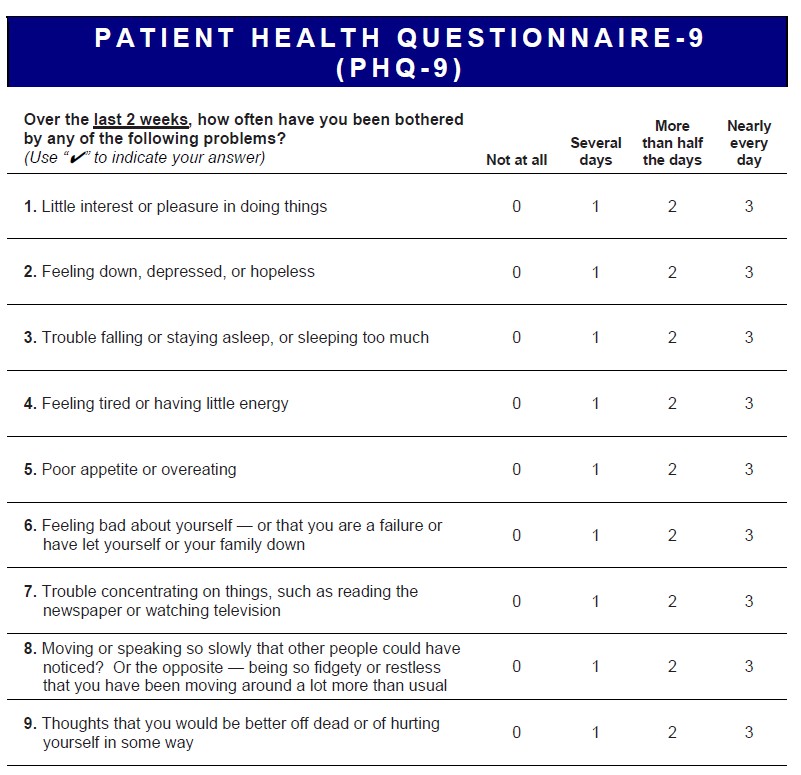 PATIENT HEALTH QUESTIONNAIRE-9
(PHQ-9)
Over the last 2 weeks, how often have you been bothered
by any of the following problems?
(Use “✔” to indicate your answer)
Not at all
Several
days
More
than half
the days
Nearly
every
day
1. Little interest or pleasure in doing things 0 1 2 3
2. Feeling down, depressed, or hopeless 0 1 2 3
3. Trouble falling or staying asleep, or sleeping too much 0 1 2 3
4. Feeling tired or having little energy 0 1 2 3
5. Poor appetite or overeating 0 1 2 3
6. Feeling bad about yourself — or that you are a failure or
have let yourself or your family down 0 1 2 3
7. Trouble concentrating on things, such as reading the
newspaper or watching television 0 1 2 3
8. Moving or speaking so slowly that other people could have
noticed? Or the opposite — being so fidgety or restless
that you have been moving around a lot more than usual 0 1 2 3
9. Thoughts that you would be better off dead or of hurting
yourself in some way 0 1 2 3